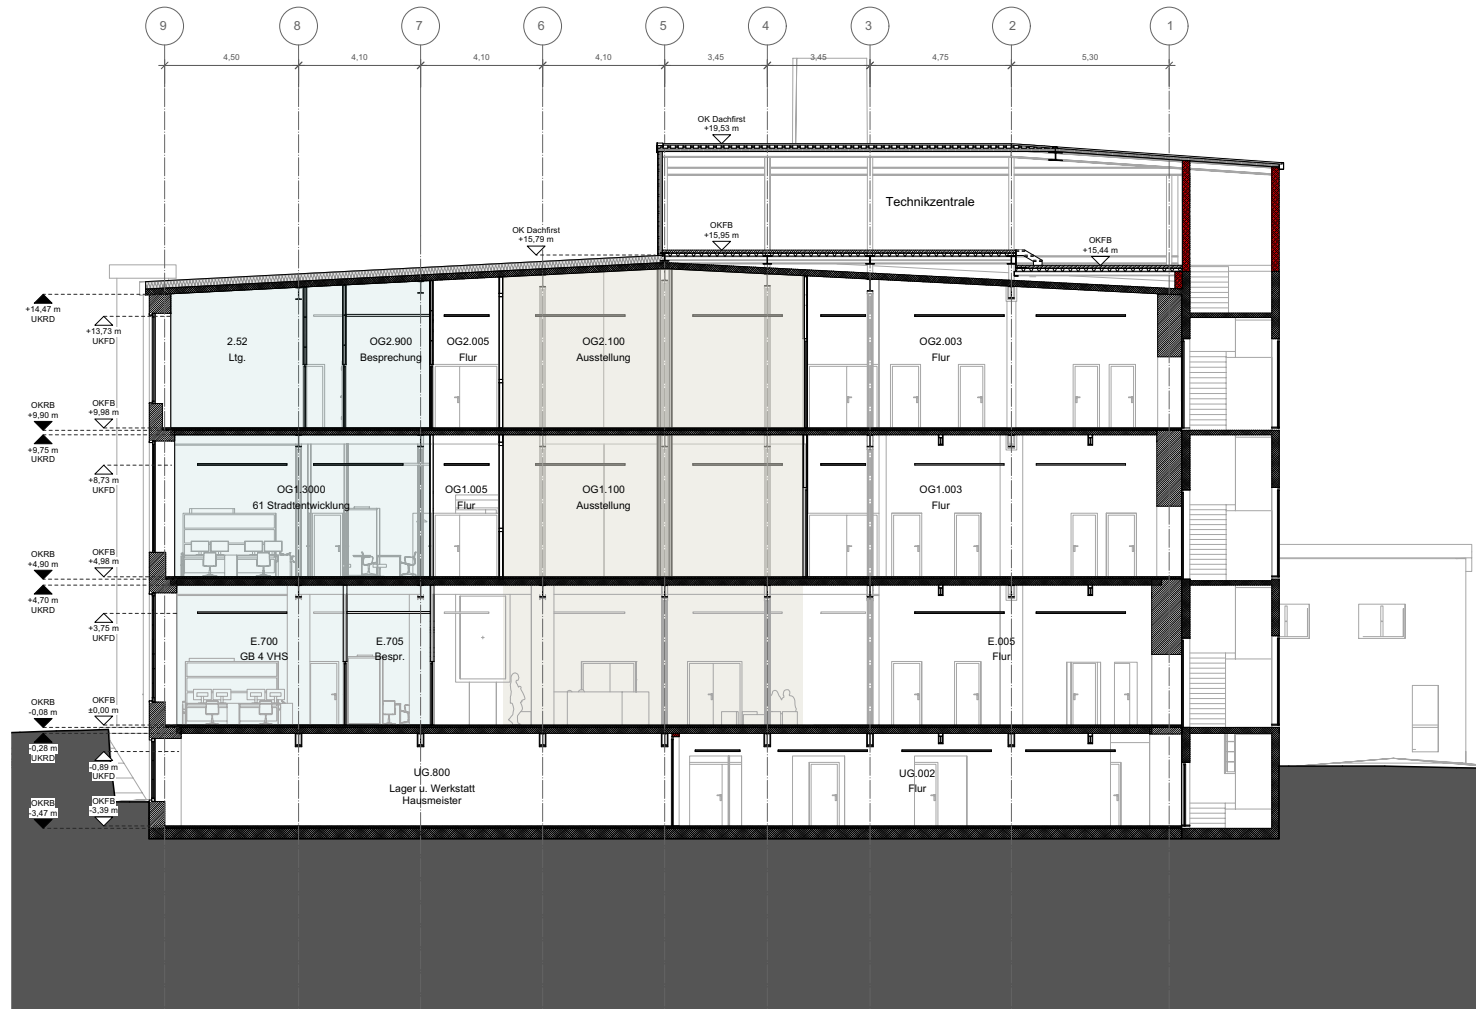 9 8 7 6 5 4 3 2 1
4,50 4,10 4,10 4,10 3,45 3,45 4,75 5,30
OK Dachfirst
+19,53 m
Technikzentrale
OK Dachfirst
+15,79 m
OKFB
+15,95 m
OKFB
+15,44 m
+14,47 m
UKRD
+13,73 m
UKFD
2.52
Ltg.
OG2.900
Besprechung
OG2.005
Flur
OG2.100
Ausstellung
OG2.003
Flur
OKRB
+9,90 m
OKFB
+9,98 m
+9,75 m
UKRD
+8,73 m
UKFD
OG1.3000
61 Stradtentwicklung
OG1.005
Flur
OG1.100
Ausstellung
OG1.003
Flur
OKRB
+4,90 m
OKFB
+4,98 m
+4,70 m
UKRD
+3,75 m
UKFD
E.700
GB 4 VHS
E.705
Bespr.
E.005
Flur
OKRB
-0,08 m
OKFB
±0,00 m
-0,28 m
UKRD
-0,89 m
UKFD
UG.800
Lager u. Werkstatt
Hausmeister
UG.002
Flur
OKRB
-3,47 m
OKFB
-3,39 m